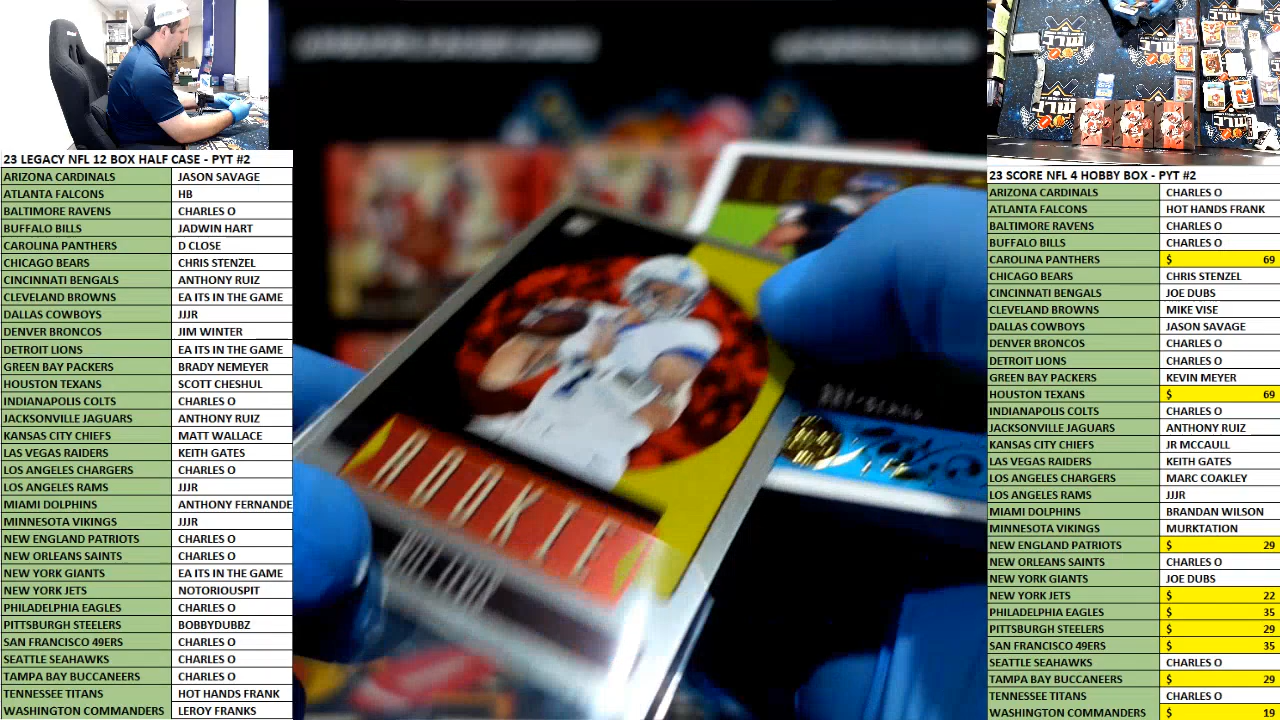 23 LEGACY NFL 12 BOX HALF CASE - PYT #2
ARIZONA CARDINALS JASON SAVAGE
ATLANTA FALCONS HB
BALTIMORE RAVENS CHARLES O
BUFFALO BILLS JADWIN HART
CAROLINA PANTHERS D CLOSE
CHICAGO BEARS CHRIS STENZEL
CINCINNATI BENGALS ANTHONY RUIZ
CLEVELAND BROWNS EA ITS IN THE GAME
DALLAS COWBOYS JJJR
DENVER BRONCOS JIM WINTER
DETROIT LIONS EA ITS IN THE GAME
GREEN BAY PACKERS BRADY NEMEYER
HOUSTON TEXANS SCOTT CHESHUL
INDIANAPOLIS COLTS CHARLES O
JACKSONVILLE JAGUARS ANTHONY RUIZ
KANSAS CITY CHIEFS MATT WALLACE
LAS VEGAS RAIDERS KEITH GATES
LOS ANGELES CHARGERS CHARLES O
LOS ANGELES RAMS JJJR
MIAMI DOLPHINS ANTHONY FERNANDE
MINNESOTA VIKINGS JJJR
NEW ENGLAND PATRIOTS CHARLES O
NEW ORLEANS SAINTS CHARLES O
NEW YORK GIANTS EA ITS IN THE GAME
NEW YORK JETS NOTORIOUSPIT
PHILADELPHIA EAGLES CHARLES O
PITTSBURGH STEELERS BOBBYDUBBZ
SAN FRANCISCO 49ERS CHARLES O
SEATTLE SEAHAWKS CHARLES O
TAMPA BAY BUCCANEERS CHARLES O
TENNESSEE TITANS HOT HANDS FRANK
WASHINGTON COMMANDERS LEROY FRANKS
ROOKIE
23 SCORE NFL 4 HOBBY BOX - PYT #2
ARIZONA CARDINALS CHARLES O
ATLANTA FALCONS HOT HANDS FRANK
BALTIMORE RAVENS CHARLES O
BUFFALO BILLS CHARLES O
CAROLINA PANTHERS $ 69
CHICAGO BEARS CHRIS STENZEL
CINCINNATI BENGALS JOE DUBS
CLEVELAND BROWNS MIKE VISE
DALLAS COWBOYS JASON SAVAGE
DENVER BRONCOS CHARLES O
DETROIT LIONS CHARLES O
GREEN BAY PACKERS KEVIN MEYER
HOUSTON TEXANS $ 69
INDIANAPOLIS COLTS CHARLES O
JACKSONVILLE JAGUARS ANTHONY RUIZ
KANSAS CITY CHIEFS JR MCCAULL
LAS VEGAS RAIDERS KEITH GATES
LOS ANGELES CHARGERS MARC COAKLEY
LOS ANGELES RAMS JJJR
MIAMI DOLPHINS BRANDAN WILSON
MINNESOTA VIKINGS MURKTATION
NEW ENGLAND PATRIOTS $ 29
NEW ORLEANS SAINTS CHARLES O
NEW YORK GIANTS JOE DUBS
NEW YORK JETS $ 22
PHILADELPHIA EAGLES $ 35
PITTSBURGH STEELERS $ 29
SAN FRANCISCO 49ERS $ 35
SEATTLE SEAHAWKS CHARLES O
TAMPA BAY BUCCANEERS $ 29
TENNESSEE TITANS CHARLES O
WASHINGTON COMMANDERS $ 19